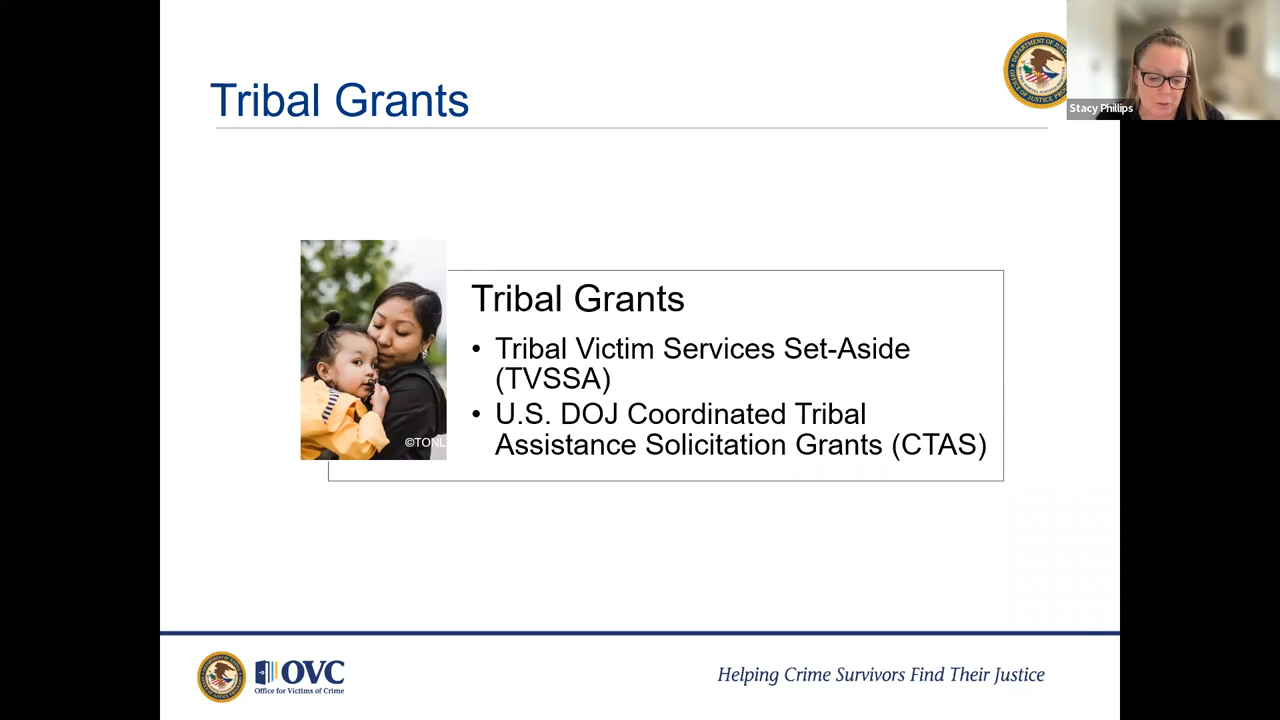 Tribal Grants
Stacy Phillips
Tribal Grants
• Tribal Victim Services Set-Aside
(TVSSA)
• U.S. DOJ Coordinated Tribal
Assistance Solicitation Grants (CTAS)
©TONL
OVC
Office for Victims of Crime
Helping Crime Survivors Find Their Justice